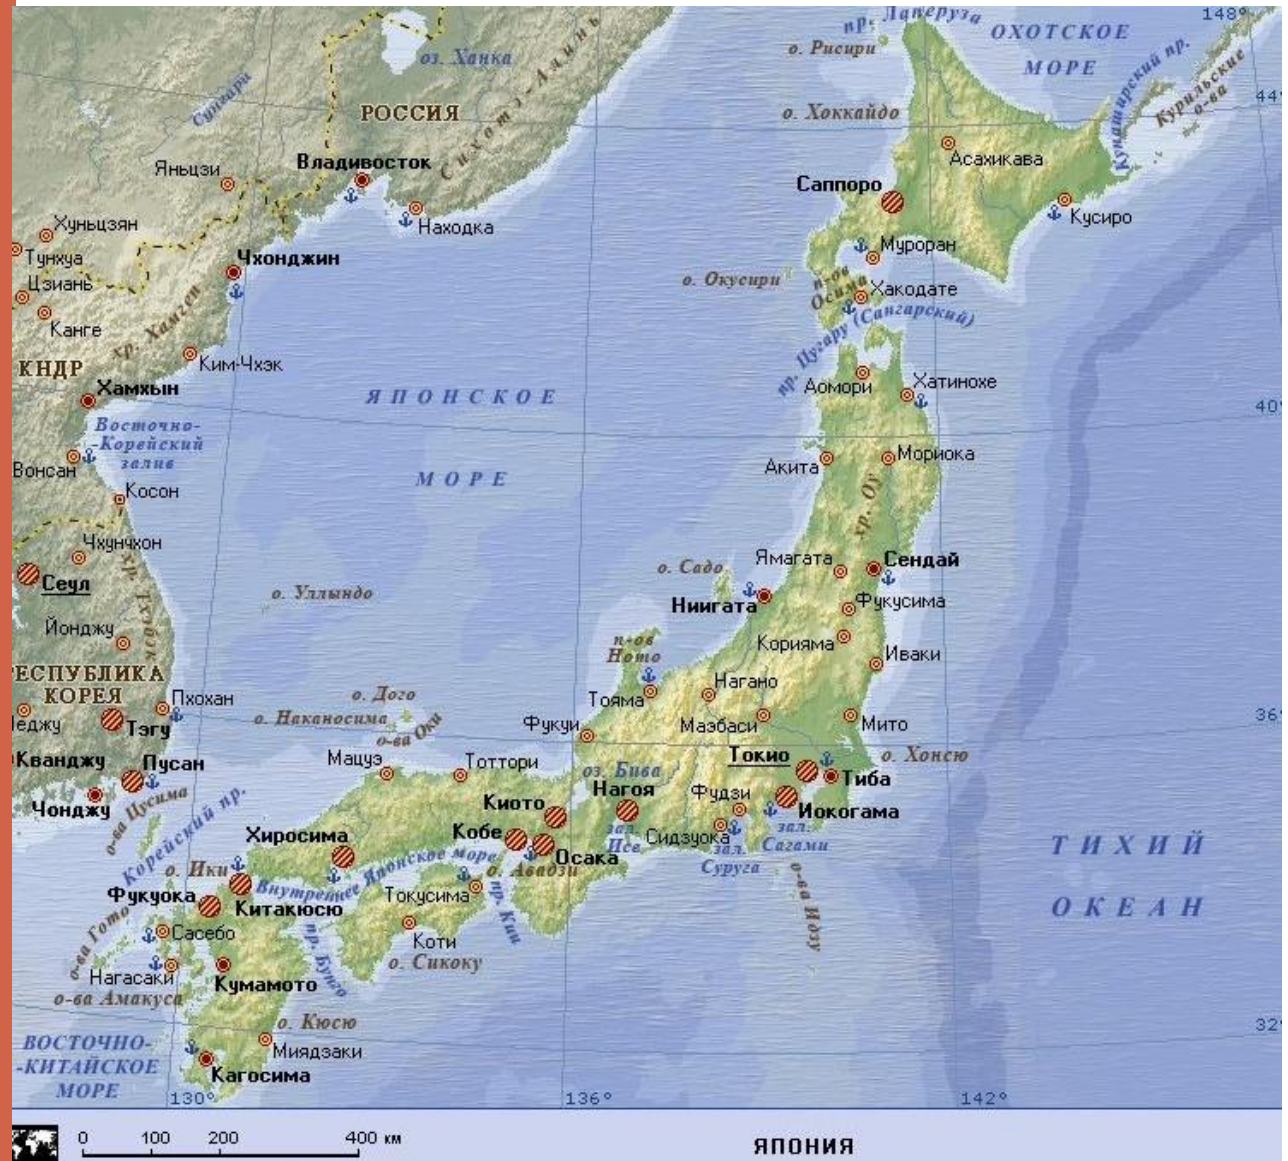 пр. Лаперуза
148°
о. Рисири
ОХОТСКОЕ
МОРЕ
оз. Ханка
Сунгари
Сихотэ-Алинь
Кунаширский пр.
Курильские
о-ва
44°
РОССИЯ
о. Хоккайдо
Асахикава
Владивосток
Яньцзи
Саппоро
Находка
Кусиро
Хуньцзян
Тунхуа
Чхонджин
Муроран
Цзиань
о. Окусири
п-ов
Осима
Хакодате
Канге
хр. Хамген
пр. Цугару (Сангарский)
КНДР
Ким-Чхэк
Хамхын
ЯПОНСКОЕ
МОРЕ
Аомори
Хатинохе
40°
Восточно-
-Корейский
залив
Вонсан
Акита
Мориока
Косон
хр. Оу
Чхунчхон
хр. Тхэбэк
Сеул
Ямагата
Сендай
о. Садо
о. Уллындо
Ниигата
Фукусима
Йонджу
п-ов
Ното
Корияма
Иваки
РЕСПУБЛИКА
КОРЕЯ
Пхохан
о. Дого
Тояма
Нагано
о. Наканосима
о-ва Оки
Фукуи
Маэбаси
Мито
36°
Тэгу
Кванджу
Пусан
Мацуэ
Тоттори
оз. Бива
Токио
о. Хонсю
Тиба
Чонджу
о-ва Цусима
Корейский пр.
Киото
Нагоя
Фудзи
Иокогама
Хиросима
Кобе
Осака
зал.
Исе
Сидзуока
зал.
Суруга
зал.
Сагами
ТИХИЙ
ОКЕАН
о. Ики
Внутреннее Японское море
о. Авадзи
о-ва Идзу
Фукуока
Китакюсю
Токусима
пр. Кии
о-ва Гото
Сасебо
пр. Бунго
Коти
о. Сикоку
Нагасаки
Кумамото
о-ва Амакуса
о. Кюсю
Миядзаки
32°
ВОСТОЧНО-
-КИТАЙСКОЕ
МОРЕ
Кагосима
130°
136°
142°
0 100 200 400 км
ЯПОНИЯ